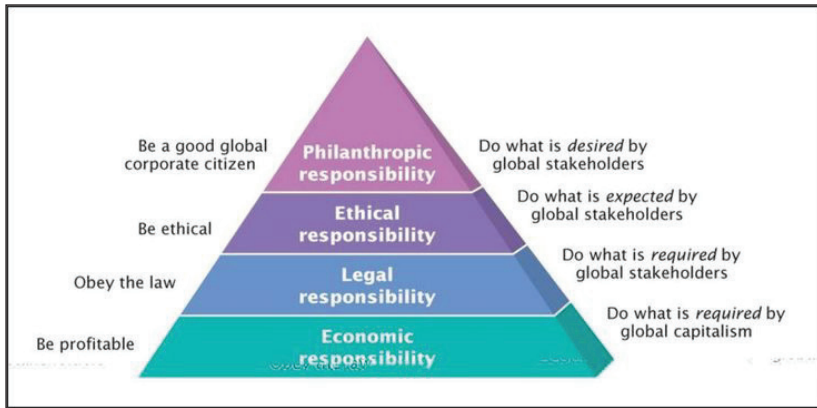 Be a good global
corporate citizen
Philanthropic
responsibility
Do what is desired by
global stakeholders
Be ethical
Ethical
responsibility
Do what is expected by
global stakeholders
Obey the law
Legal
responsibility
Do what is required by
global stakeholders
Be profitable
Economic
responsibility
Do what is required by
global capitalism